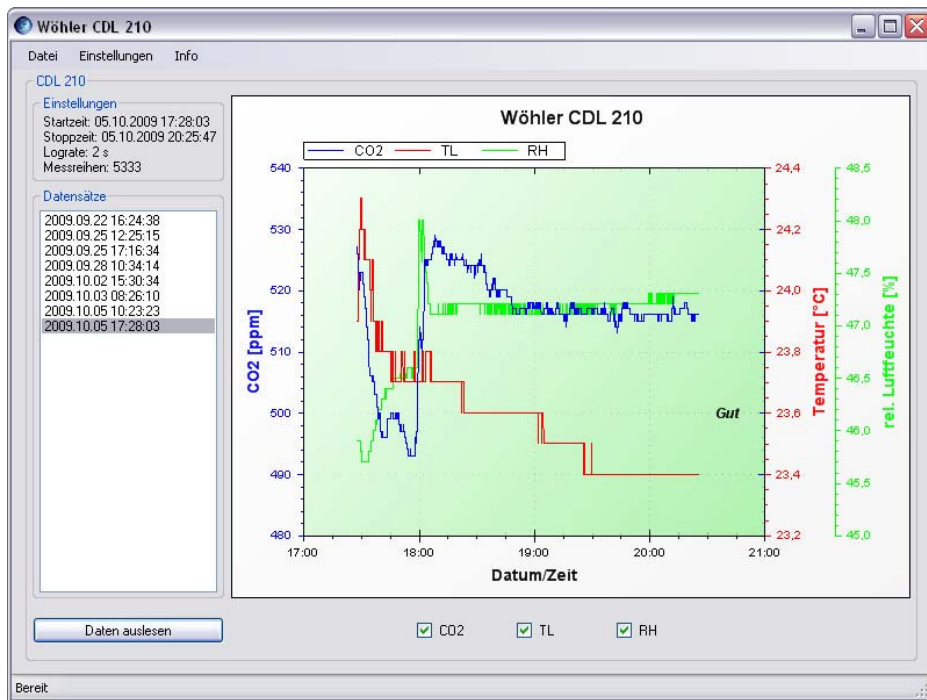 Wöhler CDL 210
Datei Einstellungen Info
CDL 210
Einstellungen
Startzeit: 05.10.2009 17:28:03
Stoppzeit: 05.10.2009 20:25:47
Lograte: 2 s
Messreihen: 5333
Datensätze
2009.09.22 16:24:38
2009.09.25 12:25:15
2009.09.25 17:16:34
2009.09.28 10:34:14
2009.10.02 15:30:34
2009.10.03 08:26:10
2009.10.05 10:23:23
2009.10.05 17:28:03
Daten auslesen
Wöhler CDL 210
CO2 TL RH
CO2 [ppm]
540
530
520
510
500
490
480
Gut
24,4
24,2
24,0
23,8
23,6
23,4
23,2
Temperatur [°C]
48,5
48,0
47,5
47,0
46,5
46,0
45,5
45,0
rel. Luftfeuchte [%]
17:00 18:00 19:00 20:00 21:00
Datum/Zeit
CO2 TL RH
Bereit